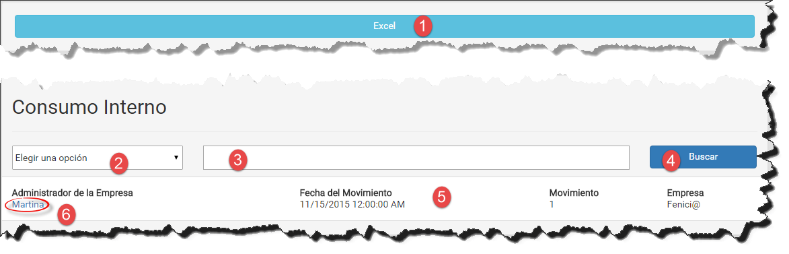 Excel 1
Consumo Interno
Elegir una opción 2 3 4 Buscar
Administrador de la Empresa Fecha del Movimiento Movimiento Empresa
Martina 11/15/2015 12:00:00 AM 5 1 Fenici@
6